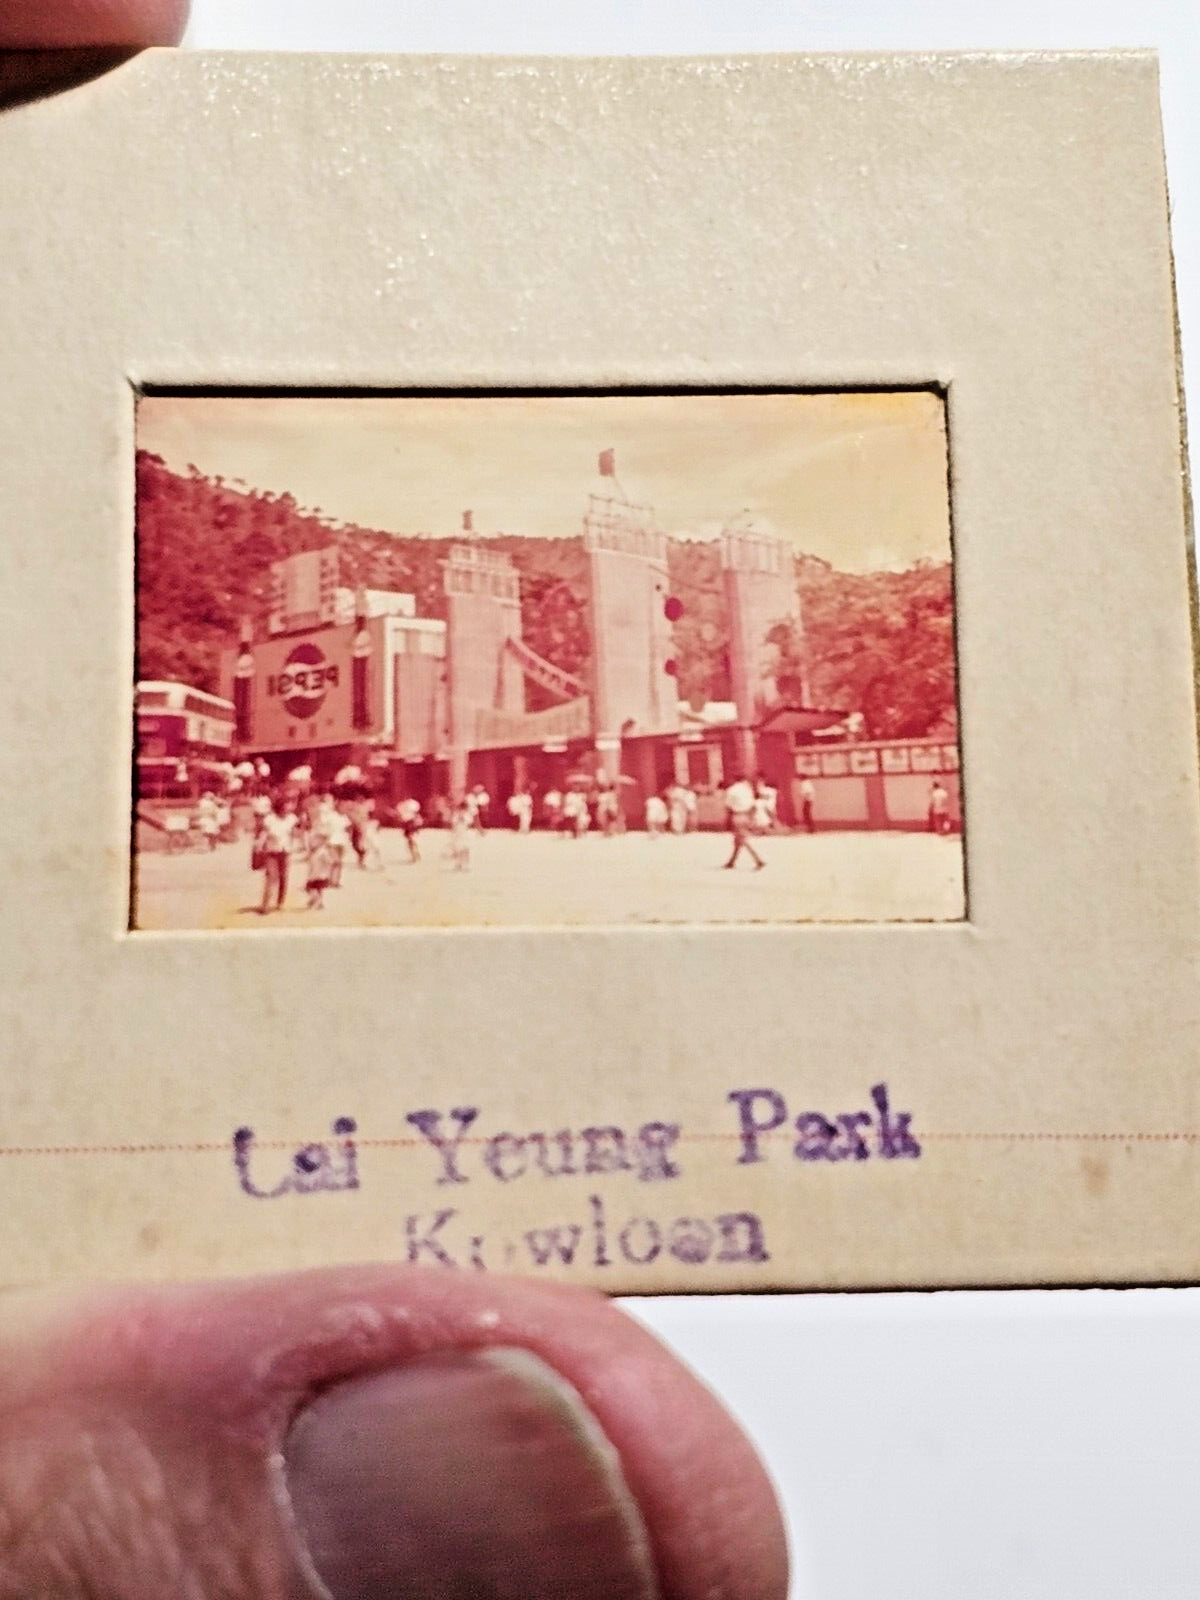 PEPSI
Lai Yeung Park
Kowloon